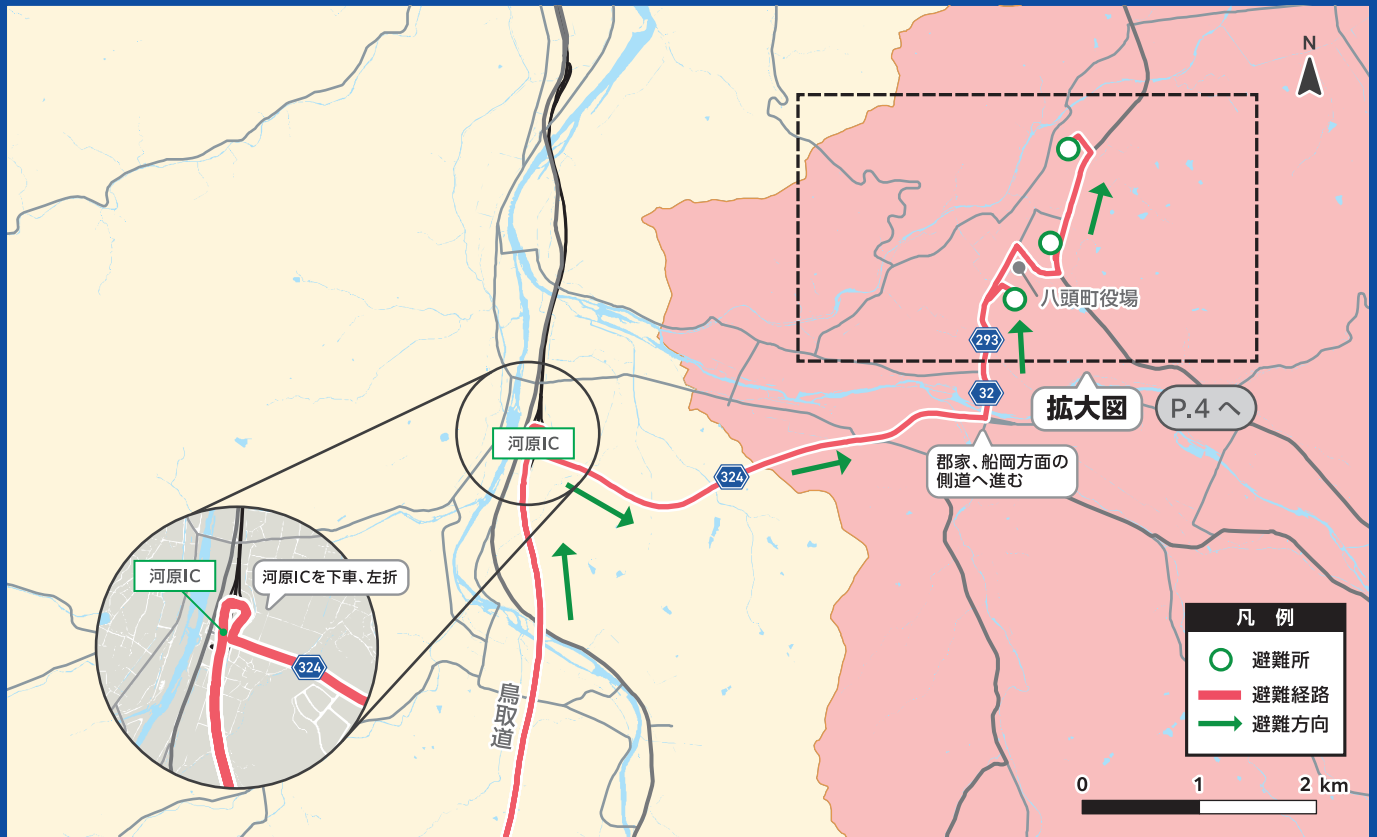 N
八頭町役場
293
32
拡大図
P.4 へ
河原IC
郡家、船岡方面の
側道へ進む
324
河原IC
河原ICを下車、左折
324
鳥取道
凡 例
避難所
避難経路
避難方向
0 1 2 km